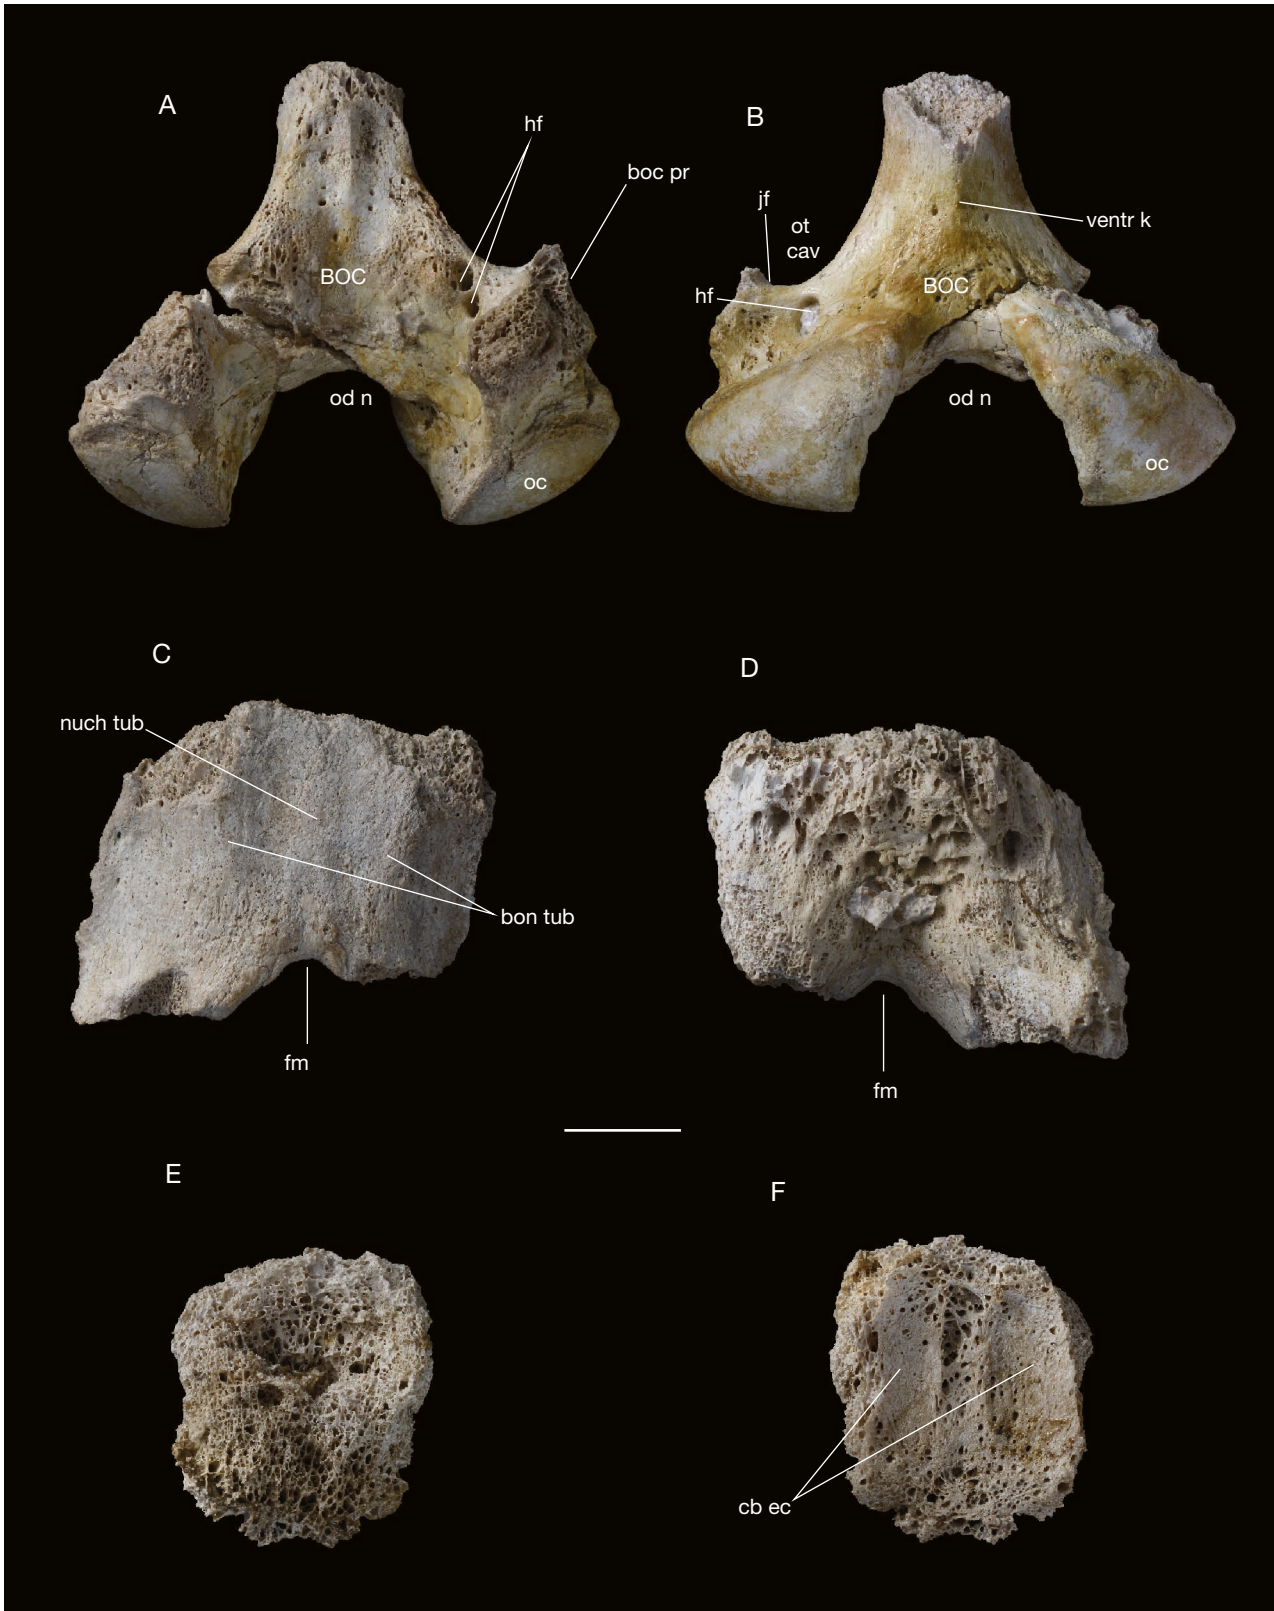 A
B
hf
boc pr
jf
ot
cav
ventr k
BOC
BOC
hf
od n
od n
oc
oc
C
D
nuch tub
bon tub
fm
fm
E
F
cb ec